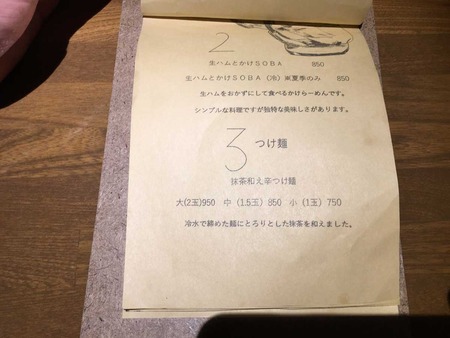 2
生ハムとかけSOBA 850
生ハムとかけSOBA（冷）※夏季のみ 850
生ハムをおかずにして食べるかけらーめんです。
シンプルな料理ですが独特な美味しさがあります。
3 つけ麺
抹茶和え辛つけ麺
大(2玉)950 中（1.5玉）850 小（1玉）750
冷水で締めた麺にとろりとした抹茶を和えました。